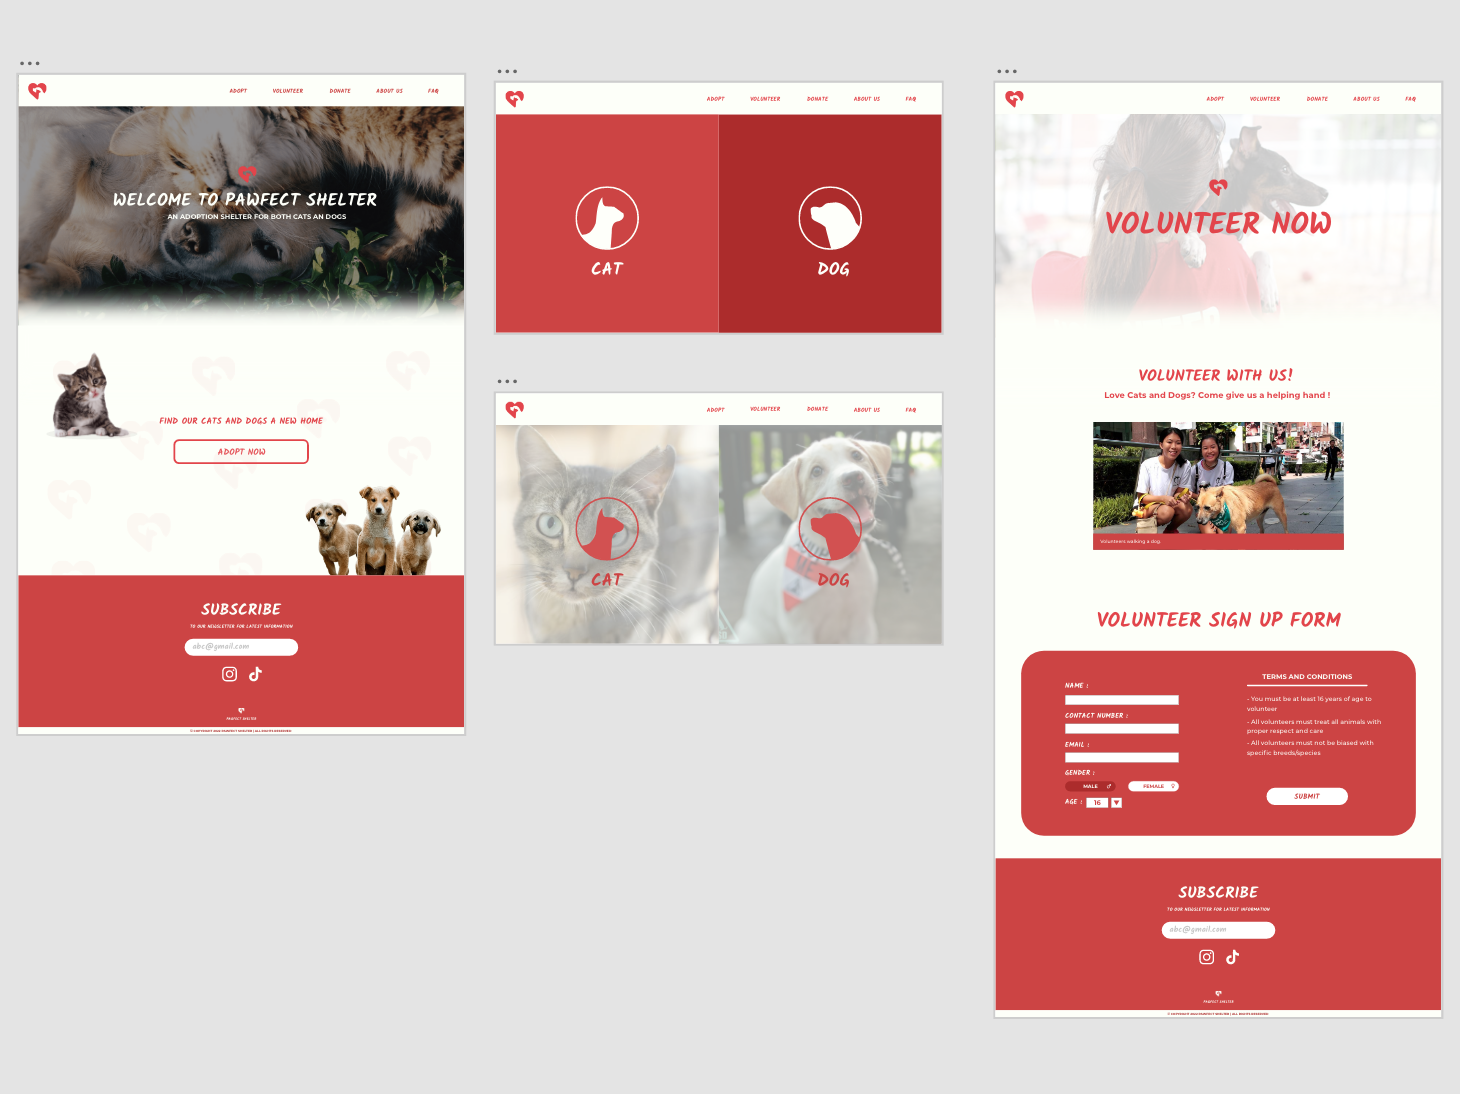 ADOPT VOLUNTEER DONATE ABOUT US FAQ
WELCOME TO PAWFECT SHELTER
AN ADOPTION SHELTER FOR BOTH CATS AN DOGS
FIND OUR CATS AND DOGS A NEW HOME
ADOPT NOW
SUBSCRIBE
TO OUR NEWSLETTER FOR LATEST INFORMATION
abc@gmail.com
PAWFECT SHELTER
ADOPT VOLUNTEER DONATE ABOUT US FAQ
CAT
DOG
ADOPT VOLUNTEER DONATE ABOUT US FAQ
CAT
DOG
ADOPT VOLUNTEER DONATE ABOUT US FAQ
VOLUNTEER NOW
VOLUNTEER WITH US!
Love Cats and Dogs? Come give us a helping hand !
Volunteers walking a dog
VOLUNTEER SIGN UP FORM
NAME :
CONTACT NUMBER :
EMAIL :
GENDER :
MALE ♂ FEMALE ♀
AGE : 16
TERMS AND CONDITIONS
- You must be at least 16 years of age to
volunteer
- All volunteers must treat all animals with
proper respect and care
- All volunteers must not be biased with
specific breeds/species
SUBMIT
SUBSCRIBE
TO OUR NEWSLETTER FOR LATEST INFORMATION
abc@gmail.com
PAWFECT SHELTER